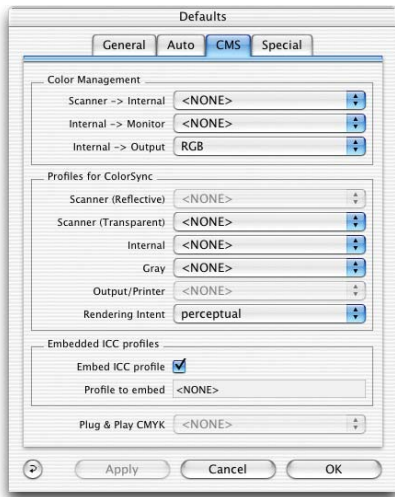 Defaults
General Auto CMS Special
Color Management
Scanner -> Internal <NONE>
Internal -> Monitor <NONE>
Internal -> Output RGB
Profiles for ColorSync
Scanner (Reflective) <NONE>
Scanner (Transparent) <NONE>
Internal <NONE>
Gray <NONE>
Output/Printer <NONE>
Rendering Intent perceptual
Embedded ICC profiles
Embed ICC profile
Profile to embed <NONE>
Plug & Play CMYK <NONE>
Apply Cancel OK